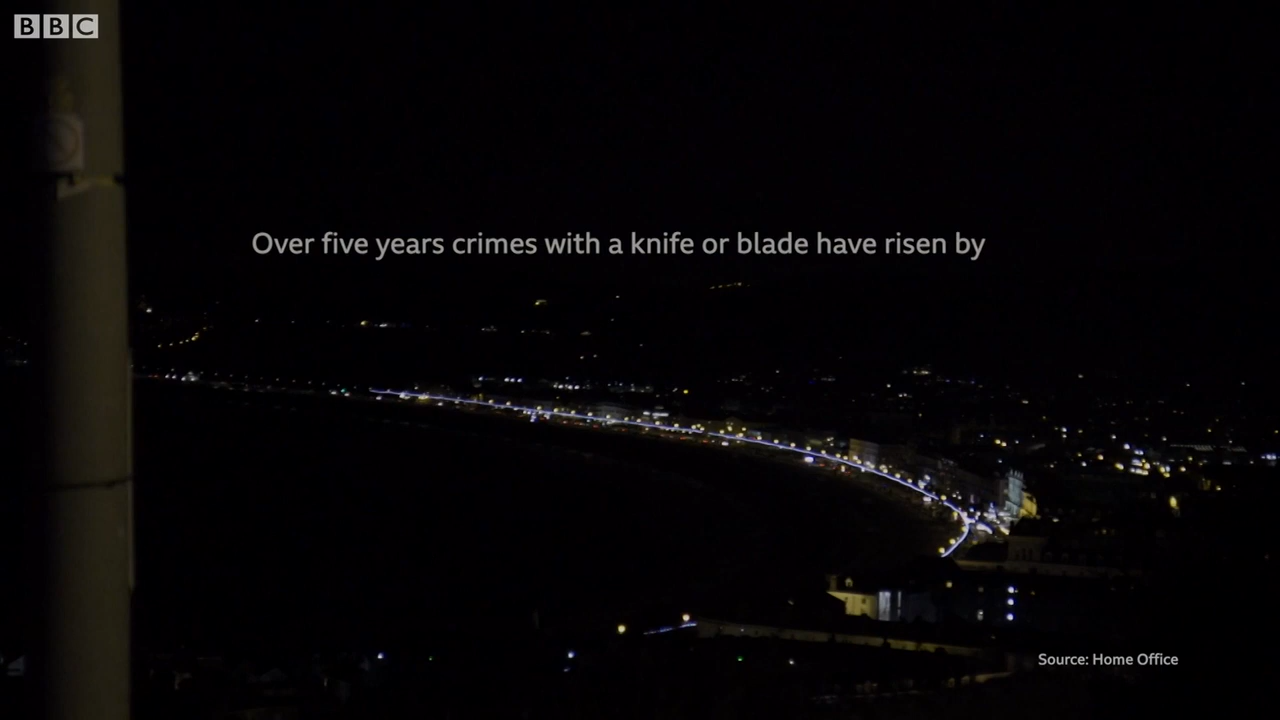 BBC
Over five years crimes with a knife or blade have risen by
Source: Home Office